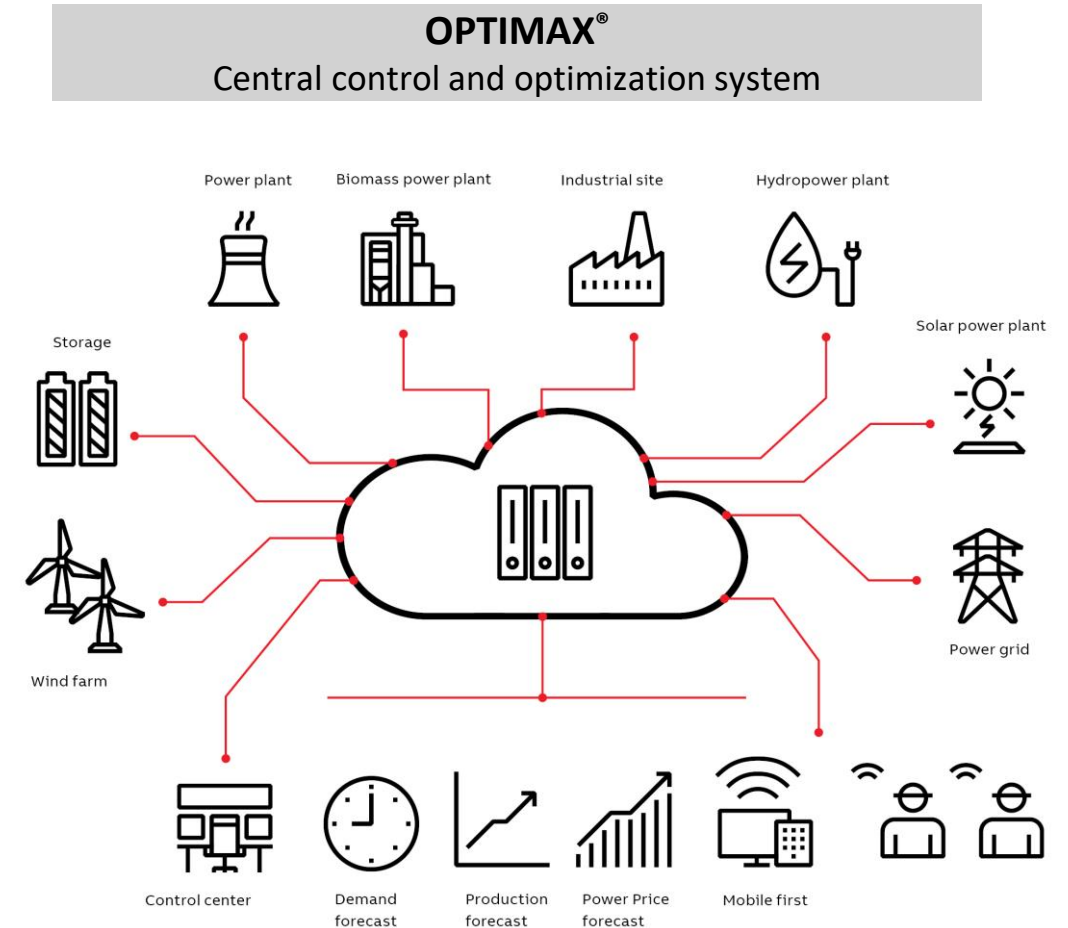 OPTIMAX®
Central control and optimization system
Power plant
Biomass power plant
Industrial site
Hydropower plant
Solar power plant
Storage
Power grid
Wind farm
Control center
Demand
forecast
Production
forecast
Power Price
forecast
Mobile first